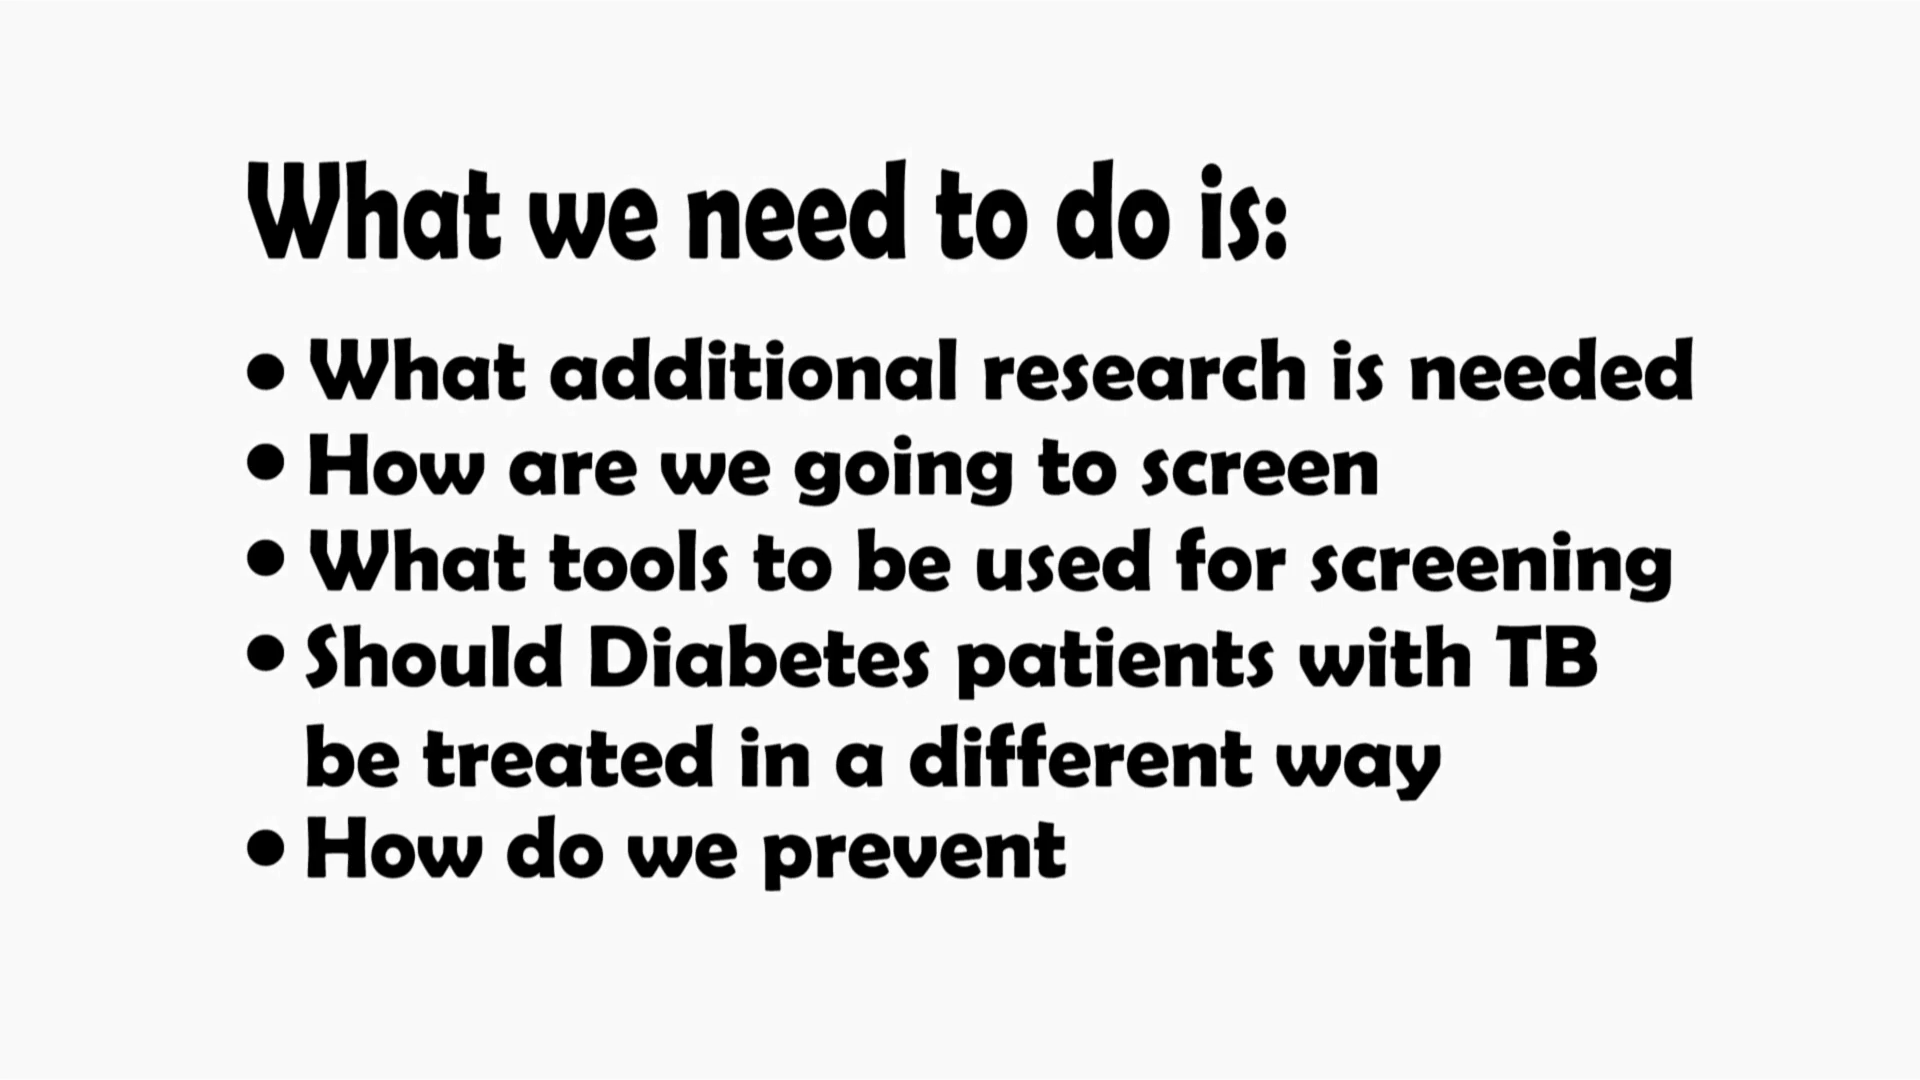 What we need to do is:
• What additional research is needed
• How are we going to screen
• What tools to be used for screening
• Should Diabetes patients with TB
be treated in a different way
• How do we prevent